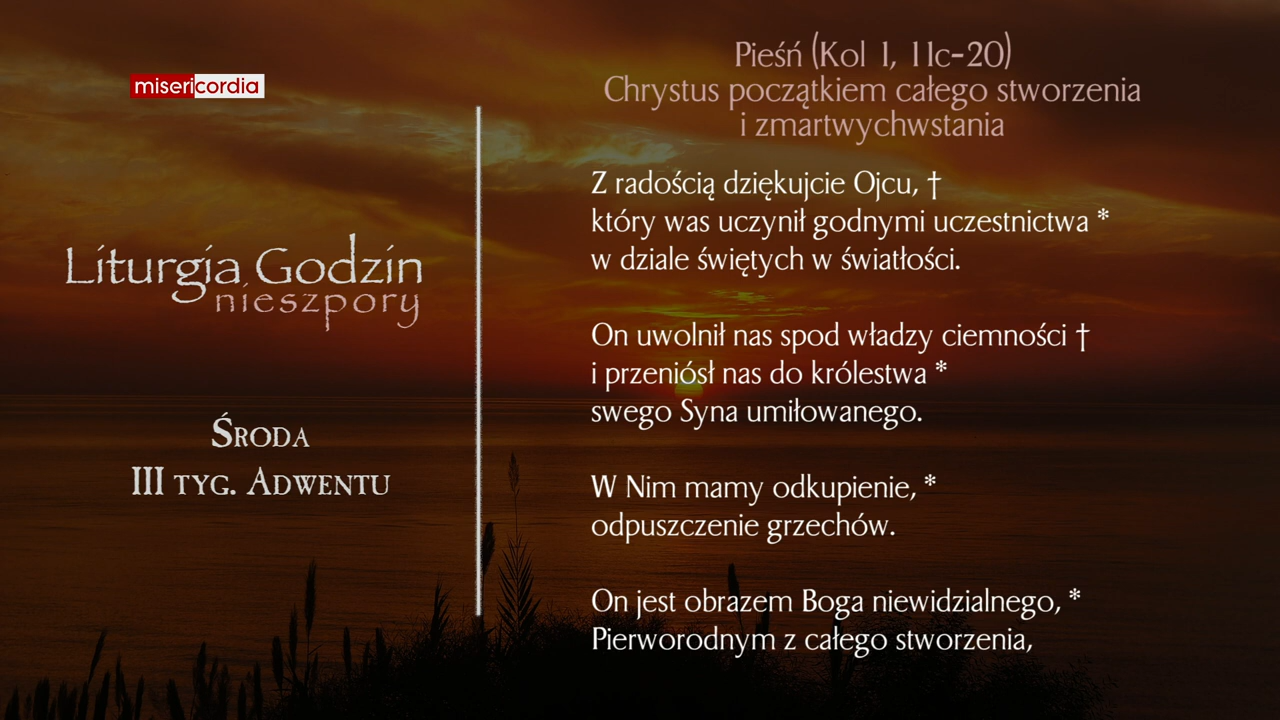 misericordia
Liturgia Godzin
nieszpory
Środa
III tyg. Adwentu
Pieśń (Kol 1, 11c-20)
Chrystus początkiem całego stworzenia
i zmartwychwstania
Z radością dziękujcie Ojcu, †
który was uczynił godnymi uczestnictwa *
w dziale świętych w światłości.
On uwolnił nas spod władzy ciemności †
i przeniósł nas do królestwa *
swego Syna umiłowanego.
W Nim mamy odkupienie, *
odpuszczenie grzechów.
On jest obrazem Boga niewidzialnego, *
Pierworodnym z całego stworzenia,